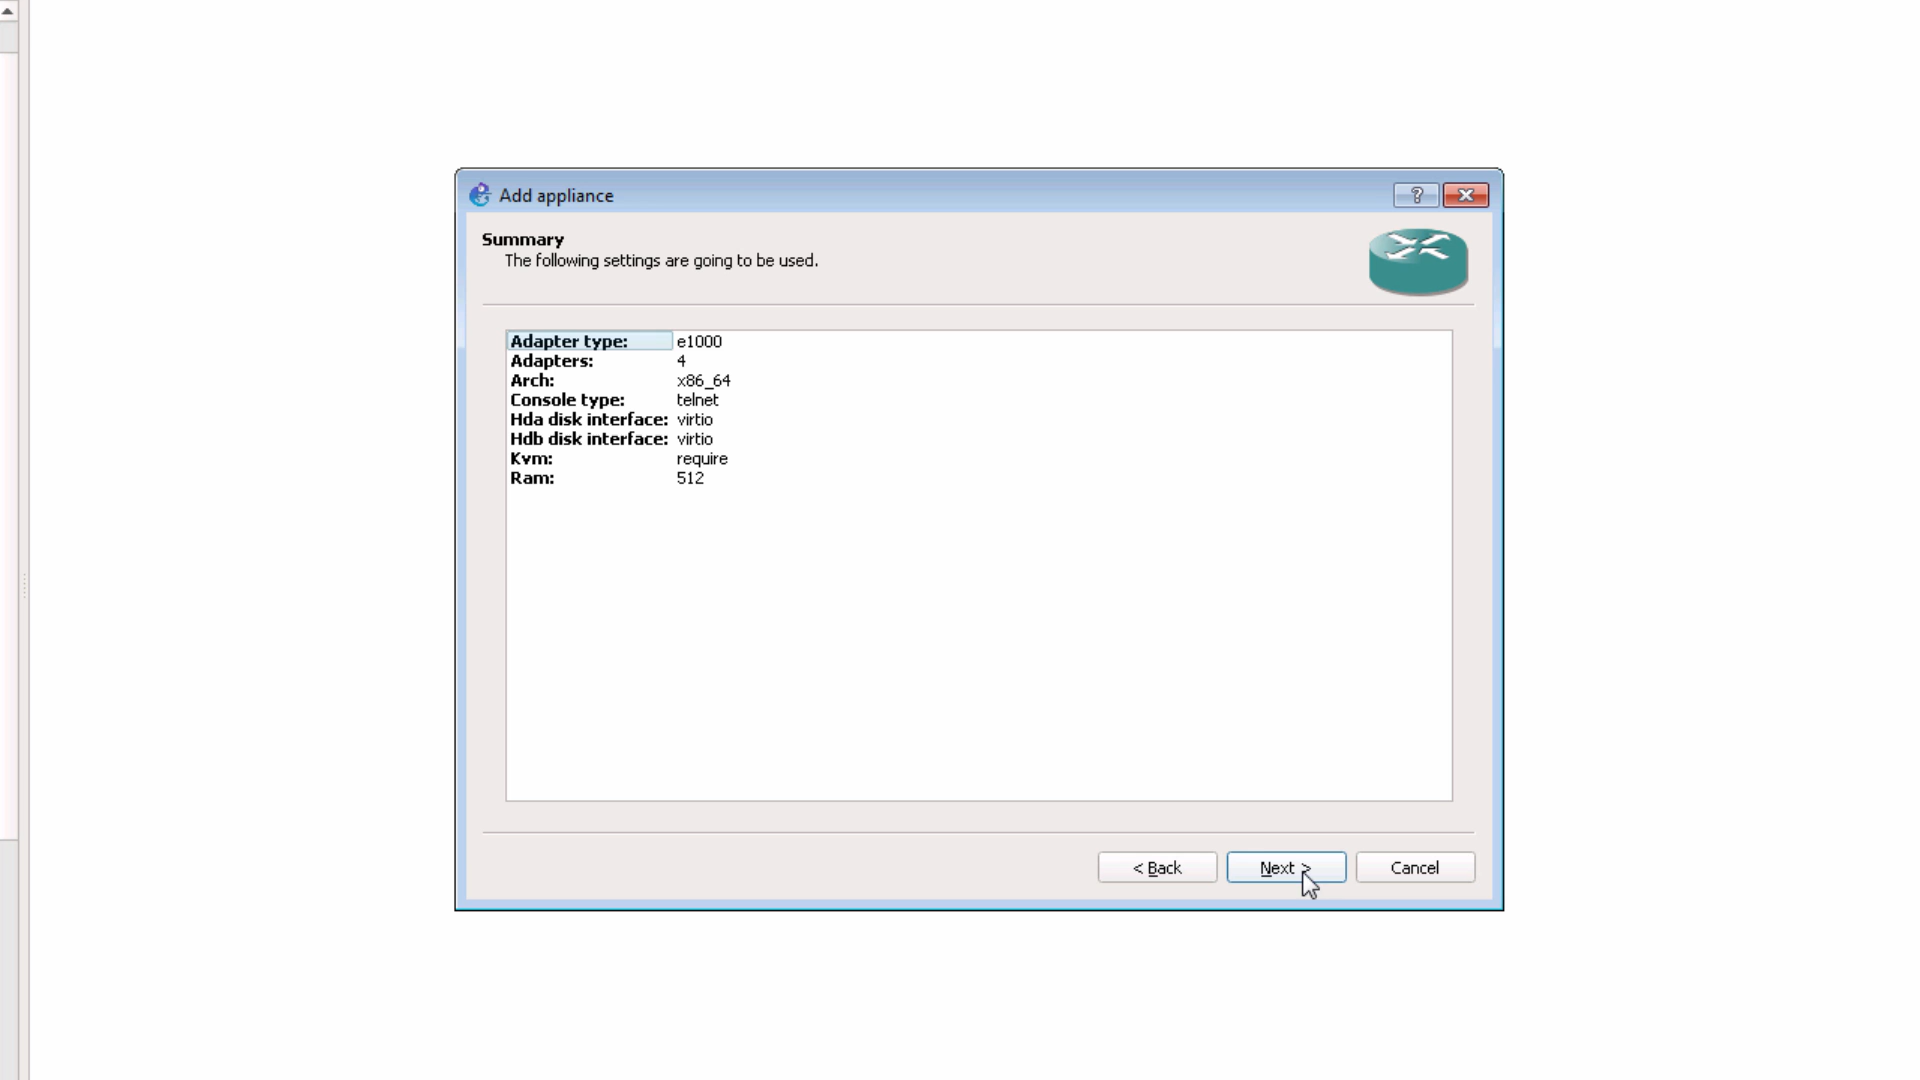 Add appliance
?
Summary
The following settings are going to be used.
Adapter type: e1000
Adapters: 4
Arch: x86_64
Console type: telnet
Hda disk interface: virtio
Hdb disk interface: virtio
Kvm: require
Ram: 512
< Back Next > Cancel